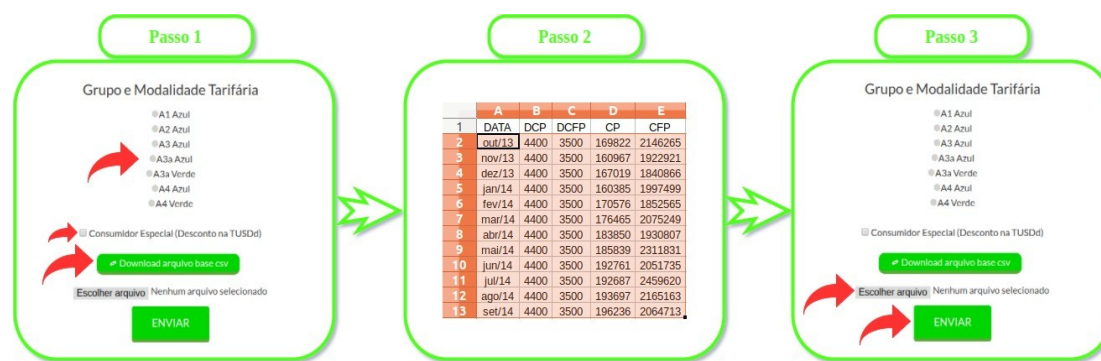 Passo 1
Grupo e Modalidade Tarifária
A1 Azul
A2 Azul
A3 Azul
A3a Azul
A3a Verde
A4 Azul
A4 Verde
Consumidor Especial (Desconto na TUSDd)
Download arquivo base csv
Escolher arquivo Nenhum arquivo selecionado
ENVIAR
Passo 2
A B C D E
1 DATA DCP DCFP CP CFP
2 out/13 4400 3500 169822 2146265
3 nov/13 4400 3500 160967 1922921
4 dez/13 4400 3500 167019 1840866
5 jan/14 4400 3500 160385 1997499
6 fev/14 4400 3500 170576 1852565
7 mar/14 4400 3500 176465 2075249
8 abr/14 4400 3500 183850 1930807
9 mai/14 4400 3500 185839 2311831
10 jun/14 4400 3500 192761 2051735
11 jul/14 4400 3500 192687 2459620
12 ago/14 4400 3500 193697 2165163
13 set/14 4400 3500 196236 2064713
Passo 3
Grupo e Modalidade Tarifária
A1 Azul
A2 Azul
A3 Azul
A3a Azul
A3a Verde
A4 Azul
A4 Verde
Consumidor Especial (Desconto na TUSDd)
Download arquivo base csv
Escolher arquivo Nenhum arquivo selecionado
ENVIAR